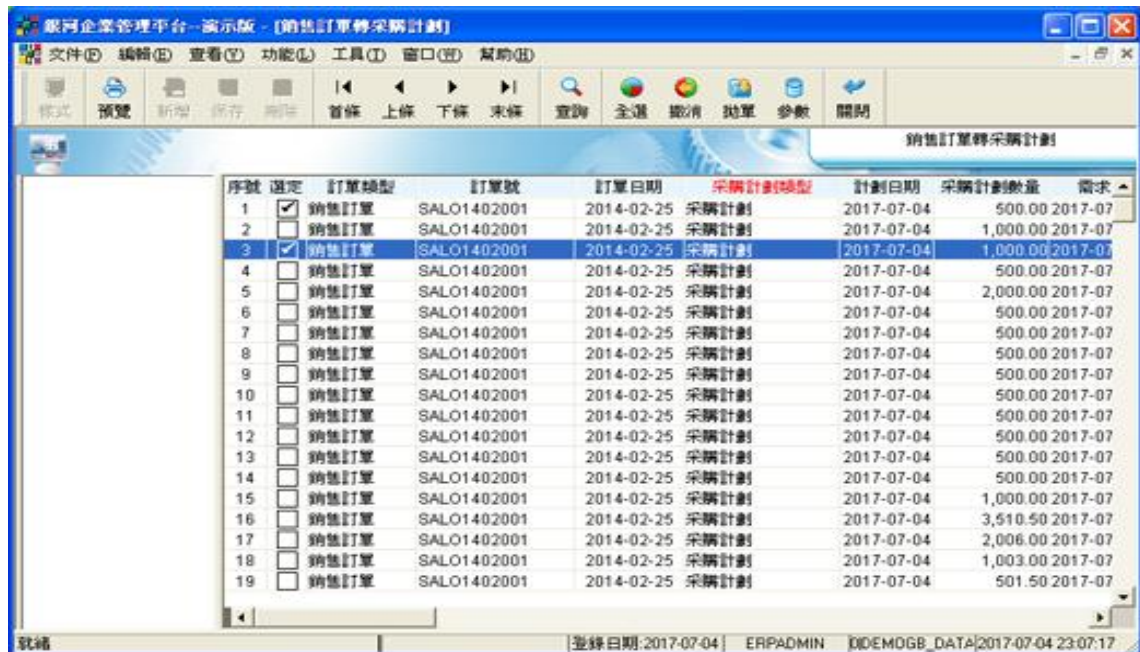 銀河企業管理平台--演示版 - [銷售訂單轉采購計劃]
文件(F) 編輯(E) 查看(Y) 功能(L) 工具(T) 窗口(W) 幫助(H)
樣式 預覽 新增 保存 刪除 首條 上條 下條 末條 查詢 全選 撤消 拋單 參數 關閉
銷售訂單轉采購計劃
序號 選定 訂單類型 訂單號 訂單日期 采購計劃類型 計劃日期 采購計劃數量 需求
1 銷售訂單 SALO1402001 2014-02-25 采購計劃 2017-07-04 500.00 2017-07
2 銷售訂單 SALO1402001 2014-02-25 采購計劃 2017-07-04 1,000.00 2017-07
3 銷售訂單 SALO1402001 2014-02-25 采購計劃 2017-07-04 1,000.00 2017-07
4 銷售訂單 SALO1402001 2014-02-25 采購計劃 2017-07-04 500.00 2017-07
5 銷售訂單 SALO1402001 2014-02-25 采購計劃 2017-07-04 2,000.00 2017-07
6 銷售訂單 SALO1402001 2014-02-25 采購計劃 2017-07-04 500.00 2017-07
7 銷售訂單 SALO1402001 2014-02-25 采購計劃 2017-07-04 500.00 2017-07
8 銷售訂單 SALO1402001 2014-02-25 采購計劃 2017-07-04 500.00 2017-07
9 銷售訂單 SALO1402001 2014-02-25 采購計劃 2017-07-04 500.00 2017-07
10 銷售訂單 SALO1402001 2014-02-25 采購計劃 2017-07-04 500.00 2017-07
11 銷售訂單 SALO1402001 2014-02-25 采購計劃 2017-07-04 500.00 2017-07
12 銷售訂單 SALO1402001 2014-02-25 采購計劃 2017-07-04 500.00 2017-07
13 銷售訂單 SALO1402001 2014-02-25 采購計劃 2017-07-04 500.00 2017-07
14 銷售訂單 SALO1402001 2014-02-25 采購計劃 2017-07-04 500.00 2017-07
15 銷售訂單 SALO1402001 2014-02-25 采購計劃 2017-07-04 1,000.00 2017-07
16 銷售訂單 SALO1402001 2014-02-25 采購計劃 2017-07-04 3,510.50 2017-07
17 銷售訂單 SALO1402001 2014-02-25 采購計劃 2017-07-04 2,006.00 2017-07
18 銷售訂單 SALO1402001 2014-02-25 采購計劃 2017-07-04 1,003.00 2017-07
19 銷售訂單 SALO1402001 2014-02-25 采購計劃 2017-07-04 501.50 2017-07
就緒 登錄日期:2017-07-04 ERPADMIN DEMOGB_DATA 2017-07-04 23:07:17